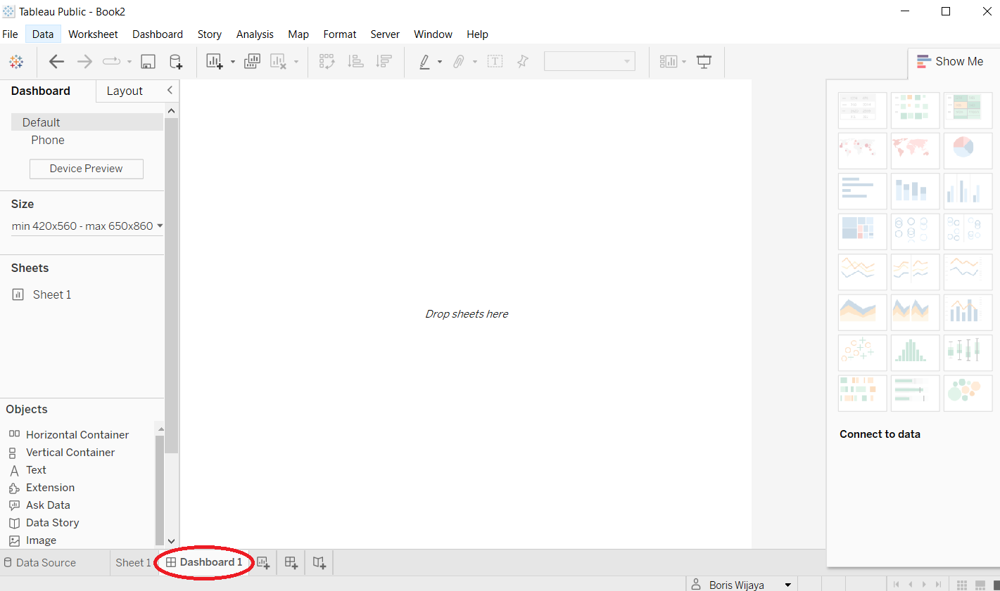 Tableau Public - Book2
File Data Worksheet Dashboard Story Analysis Map Format Server Window Help
Show Me
Dashboard Layout
Default
Phone
Device Preview
Size
min 420x560 - max 650x860
Sheets
Sheet 1
Drop sheets here
Connect to data
Objects
Horizontal Container
Vertical Container
Text
Extension
Ask Data
Data Story
Image
Data Source Sheet 1 Dashboard 1
Boris Wijaya